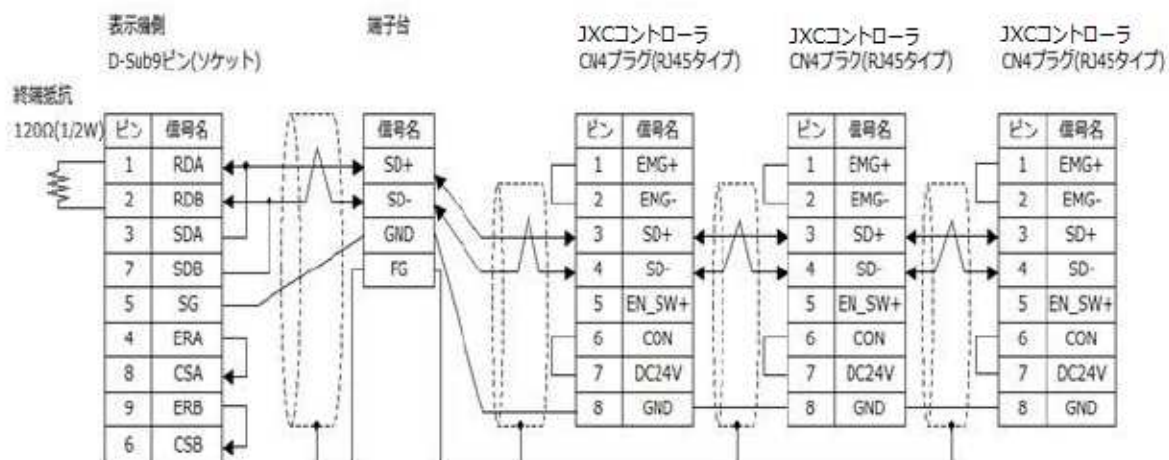 表示機側
D-Sub9ピン(ソケット)
端子台
JXCコントローラ
CN4プラグ(RJ45タイプ)
JXCコントローラ
CN4プラグ(RJ45タイプ)
JXCコントローラ
CN4プラグ(RJ45タイプ)
終端抵抗
120Ω(1/2W)
ピン 信号名
1 RDA
2 RDB
3 SDA
7 SDB
5 SG
4 ERA
8 CSA
9 ERB
6 CSB
信号名
SD+
SD-
GND
FG
ピン 信号名
1 EMG+
2 EMG-
3 SD+
4 SD-
5 EN_SW+
6 CON
7 DC24V
8 GND
ピン 信号名
1 EMG+
2 EMG-
3 SD+
4 SD-
5 EN_SW+
6 CON
7 DC24V
8 GND
ピン 信号名
1 EMG+
2 EMG-
3 SD+
4 SD-
5 EN_SW+
6 CON
7 DC24V
8 GND